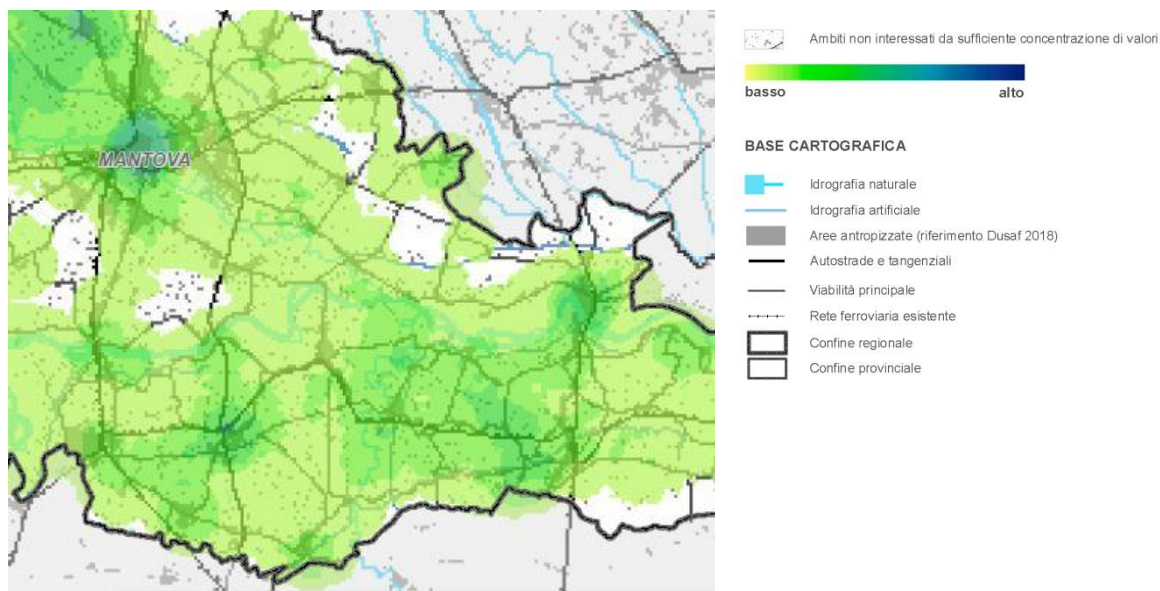 MANTOVA
Ambiti non interessati da sufficiente concentrazione di valori
basso alto
BASE CARTOGRAFICA
Idrografia naturale
Idrografia artificiale
Aree antropizzate (riferimento Dusaf 2018)
Autostrade e tangenziali
Viabilità principale
Rete ferroviaria esistente
Confine regionale
Confine provinciale